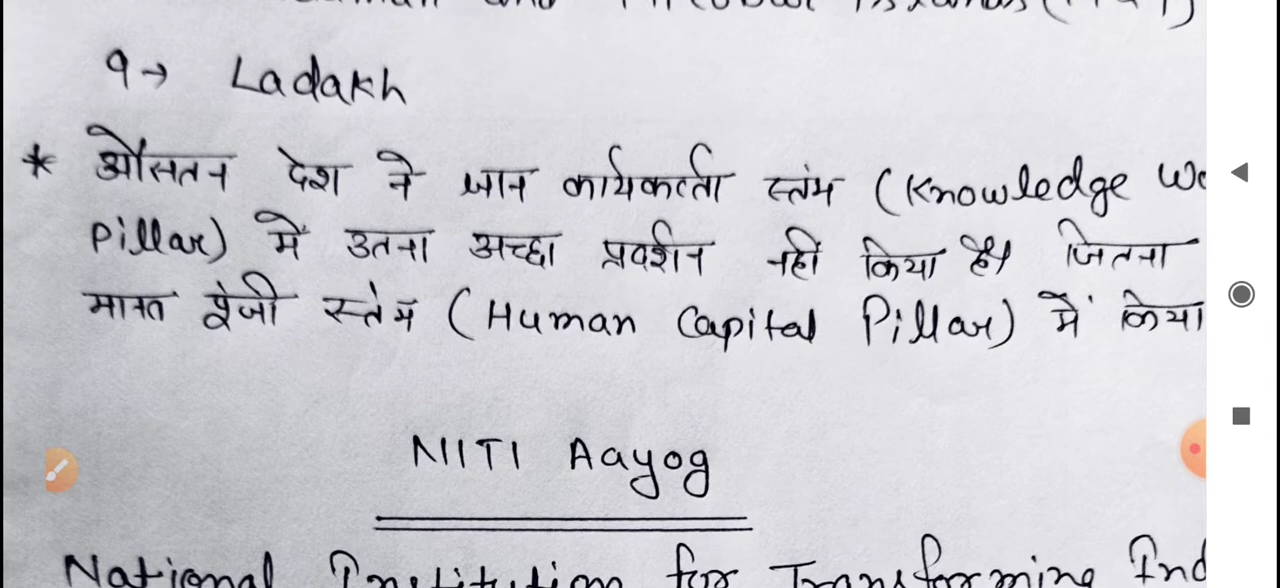 9→ Ladakh
* औसतन देश ने ज्ञान कार्यकर्त्ता स्तंभ (Knowledge
Pillar) में उतना अच्छा प्रदर्शन नहीं किया है। जितना
मानव पूंजी स्तंभ (Human Capital Pillar) में किया
NITI Aayog
National Institution for Transforming